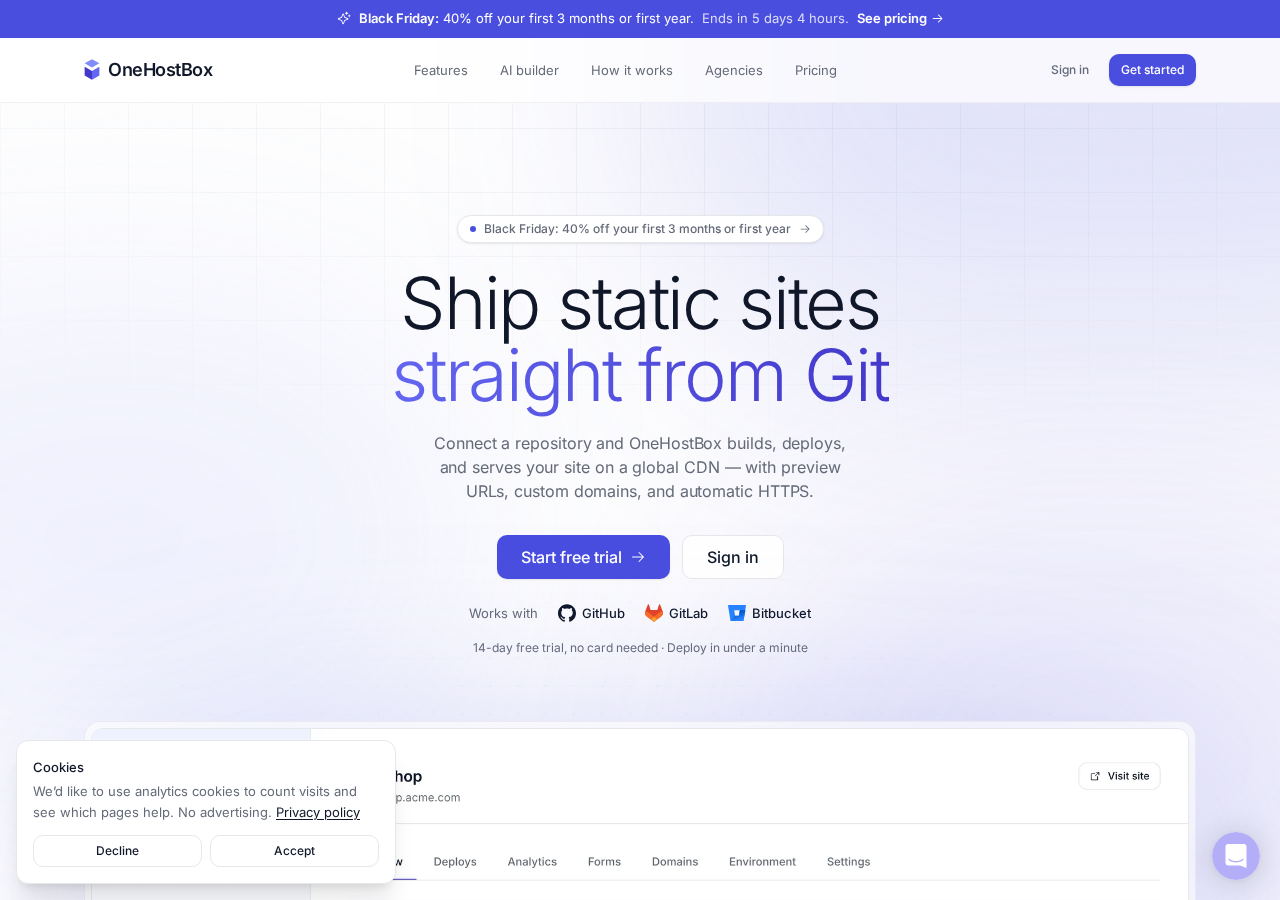 Black Friday: 40% off your first 3 months or first year. Ends in 5 days 4 hours. See pricing →
OneHostBox
Features AI builder How it works Agencies Pricing
Sign in Get started
Black Friday: 40% off your first 3 months or first year →
Ship static sites
straight from Git
Connect a repository and OneHostBox builds, deploys,
and serves your site on a global CDN — with preview
URLs, custom domains, and automatic HTTPS.
Start free trial →
Sign in
Works with GitHub GitLab Bitbucket
14-day free trial, no card needed · Deploy in under a minute
hop
p.acme.com
Visit site
w Deploys Analytics Forms Domains Environment Settings
Cookies
We’d like to use analytics cookies to count visits and
see which pages help. No advertising. Privacy policy
Decline Accept